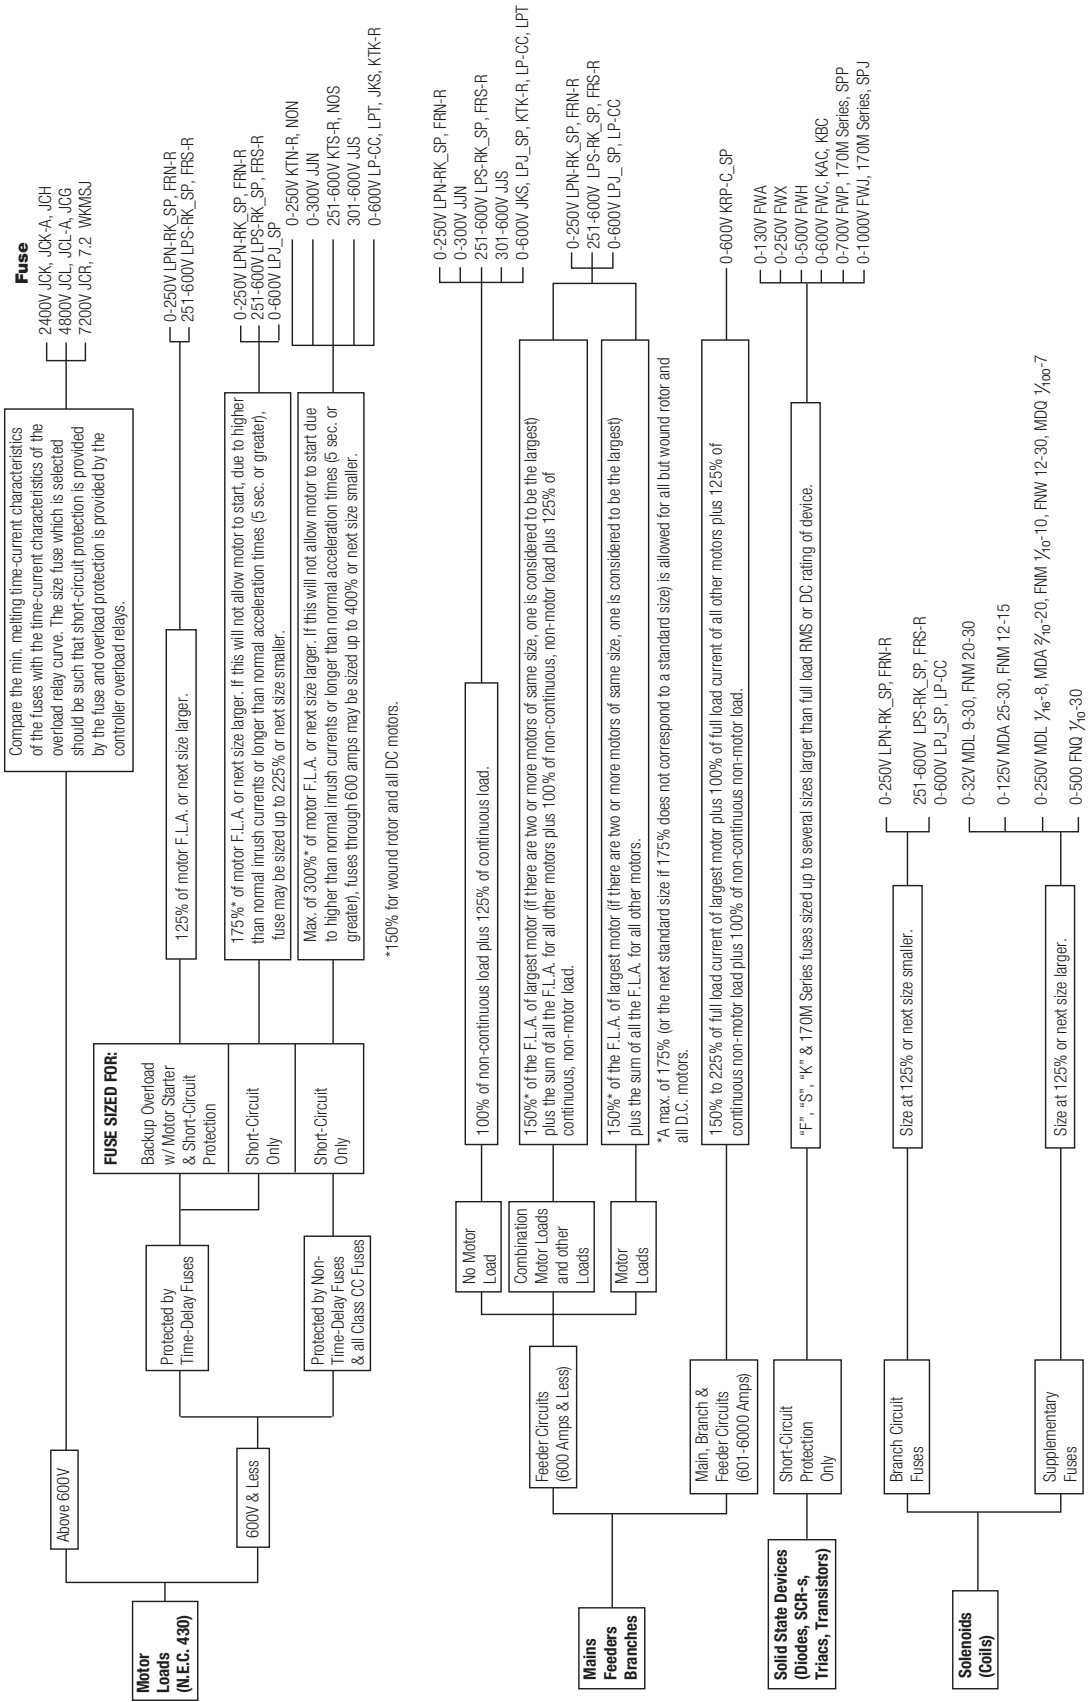 Fuse
Motor
Loads
(N.E.C. 430)
Above 600V
Compare the min. melting time-current characteristics
of the fuses with the time-current characteristics of the
overload relay curve. The size fuse which is selected
should be such that short-circuit protection is provided
by the fuse and overload protection is provided by the
controller overload relays.
2400V JCK, JCK-A, JCH
4800V JCL, JCL-A, JCG
7200V JCR, 7.2 WKMSJ
600V & Less
Protected by
Time-Delay Fuses
FUSE SIZED FOR:
Backup Overload
w/ Motor Starter
& Short-Circuit
Protection
125% of motor F.L.A. or next size larger.
0-250V LPN-RK_SP, FRN-R
251-600V LPS-RK_SP, FRS-R
Short-Circuit
Only
175%* of motor F.L.A. or next size larger. If this will not allow motor to start, due to higher
than normal inrush currents or longer than normal acceleration times (5 sec. or greater),
fuse may be sized up to 225% or next size smaller.
0-250V LPN-RK_SP, FRN-R
251-600V LPS-RK_SP, FRS-R
0-600V LPJ_SP
Protected by Non-
Time-Delay Fuses
& all Class CC Fuses
Short-Circuit
Only
Max. of 300%* of motor F.L.A. or next size larger. If this will not allow motor to start due
to higher than normal inrush currents or longer than normal acceleration times (5 sec. or
greater), fuses through 600 amps may be sized up to 400% or next size smaller.
0-250V KTN-R, NON
0-300V JJN
251-600V KTS-R, NOS
301-600V JJS
0-600V LP-CC, LPT, JKS, KTK-R
*150% for wound rotor and all DC motors.
Mains
Feeders
Branches
Feeder Circuits
(600 Amps & Less)
No Motor
Load
100% of non-continuous load plus 125% of continuous load.
0-250V LPN-RK_SP, FRN-R
0-300V JJN
251-600V LPS-RK_SP, FRS-R
301-600V JJS
0-600V JKS, LPJ_SP, KTK-R, LP-CC, LPT
Combination
Motor Loads
and other
Loads
150%* of the F.L.A. of largest motor (if there are two or more motors of same size, one is considered to be the largest)
plus the sum of all the F.L.A. for all other motors plus 100% of non-continuous, non-motor load plus 125% of
continuous, non-motor load.
Motor
Loads
150%* of the F.L.A. of largest motor (if there are two or more motors of same size, one is considered to be the largest)
plus the sum of all the F.L.A. for all other motors.
0-250V LPN-RK_SP, FRN-R
251-600V LPS-RK_SP, FRS-R
0-600V LPJ_SP, LP-CC
*A max. of 175% (or the next standard size if 175% does not correspond to a standard size) is allowed for all but wound rotor and
all D.C. motors.
Main, Branch &
Feeder Circuits
(601-6000 Amps)
150% to 225% of full load current of largest motor plus 100% of full load current of all other motors plus 125% of
continuous non-motor load plus 100% of non-continuous non-motor load.
0-600V KRP-C_SP
Solid State Devices
(Diodes, SCR-s,
Triacs, Transistors)
Short-Circuit
Protection
Only
"F", "S", "K" & 170M Series fuses sized up to several sizes larger than full load RMS or DC rating of device.
0-130V FWA
0-250V FWX
0-500V FWH
0-600V FWC, KAC, KBC
0-700V FWP, 170M Series, SPP
0-1000V FWJ, 170M Series, SPJ
Solenoids
(Coils)
Branch Circuit
Fuses
Size at 125% or next size smaller.
0-250V LPN-RK_SP, FRN-R
251-600V LPS-RK_SP, FRS-R
0-600V LPJ_SP, LP-CC
Supplementary
Fuses
Size at 125% or next size larger.
0-32V MDL 9-30, FNM 20-30
0-125V MDA 25-30, FNM 12-15
0-250V MDL 1/16-8, MDA 2/10-20, FNM 1/10-10, FNW 12-30, MDQ 1/100-7
0-500 FNQ 1/10-30